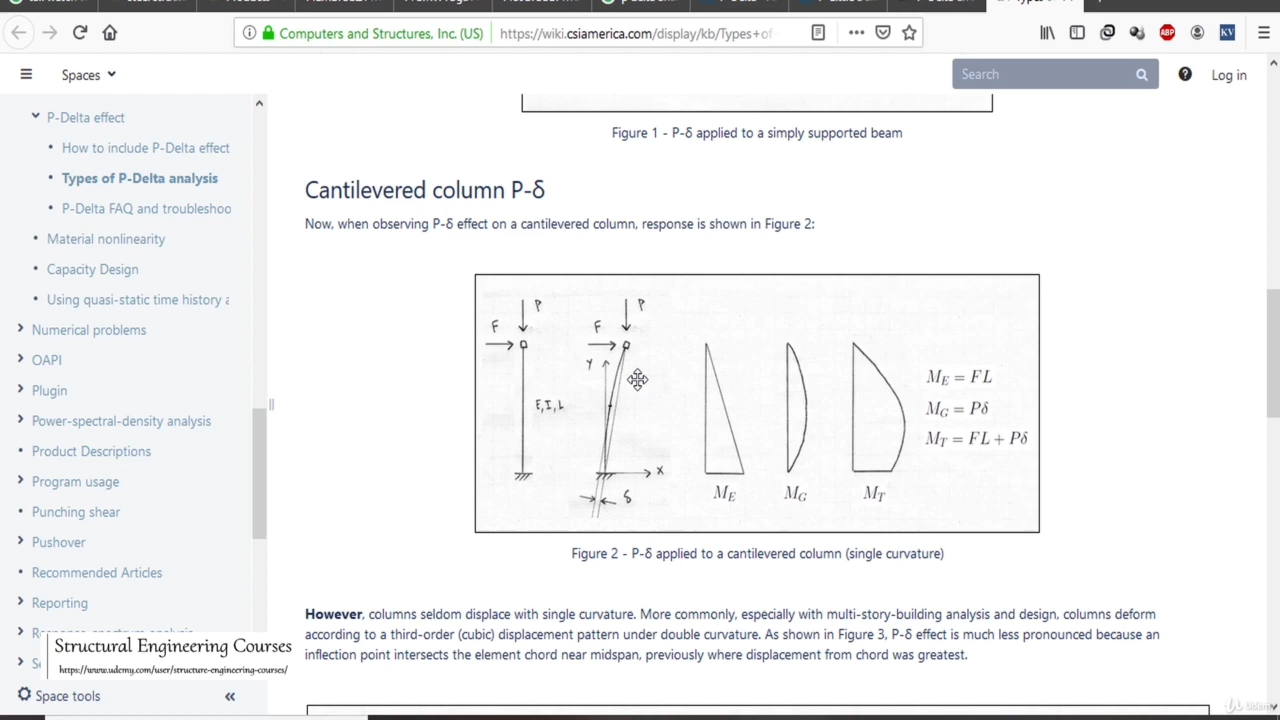 Computers and Structures, Inc. (US)
https://wiki.csiamerica.com/display/kb/Types+of-
ABP
KV
Spaces
Search
Log in
P-Delta effect
How to include P-Delta effect
Types of P-Delta analysis
P-Delta FAQ and troubleshoo
Material nonlinearity
Capacity Design
Using quasi-static time history a
Numerical problems
OAPI
Plugin
Power-spectral-density analysis
Product Descriptions
Program usage
Punching shear
Pushover
Recommended Articles
Reporting
Structural Engineering Courses
https://www.udemy.com/user/structure-engineering-courses/
Space tools
Figure 1 - P-δ applied to a simply supported beam
Cantilevered column P-δ
Now, when observing P-δ effect on a cantilevered column, response is shown in Figure 2:
P
F
E, I, L
P
F
Y
X
δ
M_E
M_G
M_T
M_E = FL
M_G = Pδ
M_T = FL + Pδ
Figure 2 - P-δ applied to a cantilevered column (single curvature)
However, columns seldom displace with single curvature. More commonly, especially with multi-story-building analysis and design, columns deform
according to a third-order (cubic) displacement pattern under double curvature. As shown in Figure 3, P-δ effect is much less pronounced because an
inflection point intersects the element chord near midspan, previously where displacement from chord was greatest.
Udemy